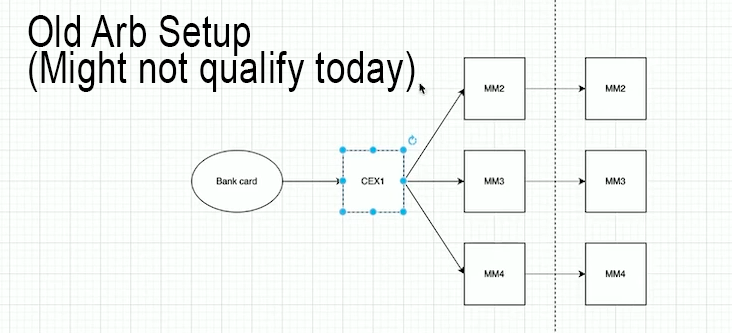 Old Arb Setup
(Might not qualify today)
MM2
MM2
Bank card
CEX1
MM3
MM3
MM4
MM4